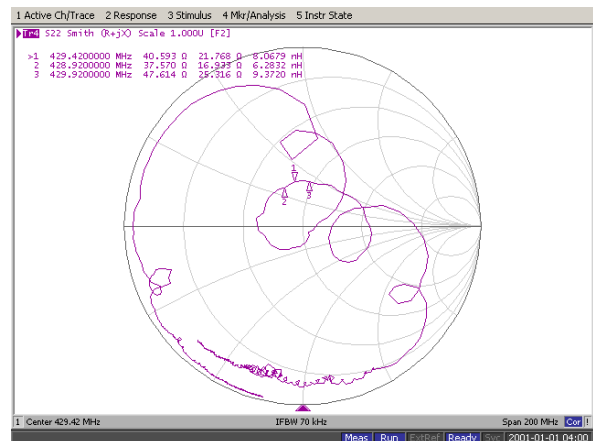 1 Active Ch/Trace 2 Response 3 Stimulus 4 Mkr/Analysis 5 Instr State
Tr4 S22 Smith (R+jX) Scale 1.000U [F2]
>1 429.4200000 MHz 40.593 Ω 21.768 Ω 8.0679 nH
2 428.9200000 MHz 37.570 Ω 16.933 Ω 6.2832 nH
3 429.9200000 MHz 47.614 Ω 25.316 Ω 9.3720 nH
1
2
3
1 Center 429.42 MHz IFBW 70 kHz Span 200 MHz Cor !
Meas Run ExtRef Ready Svc 2001-01-01 04:00